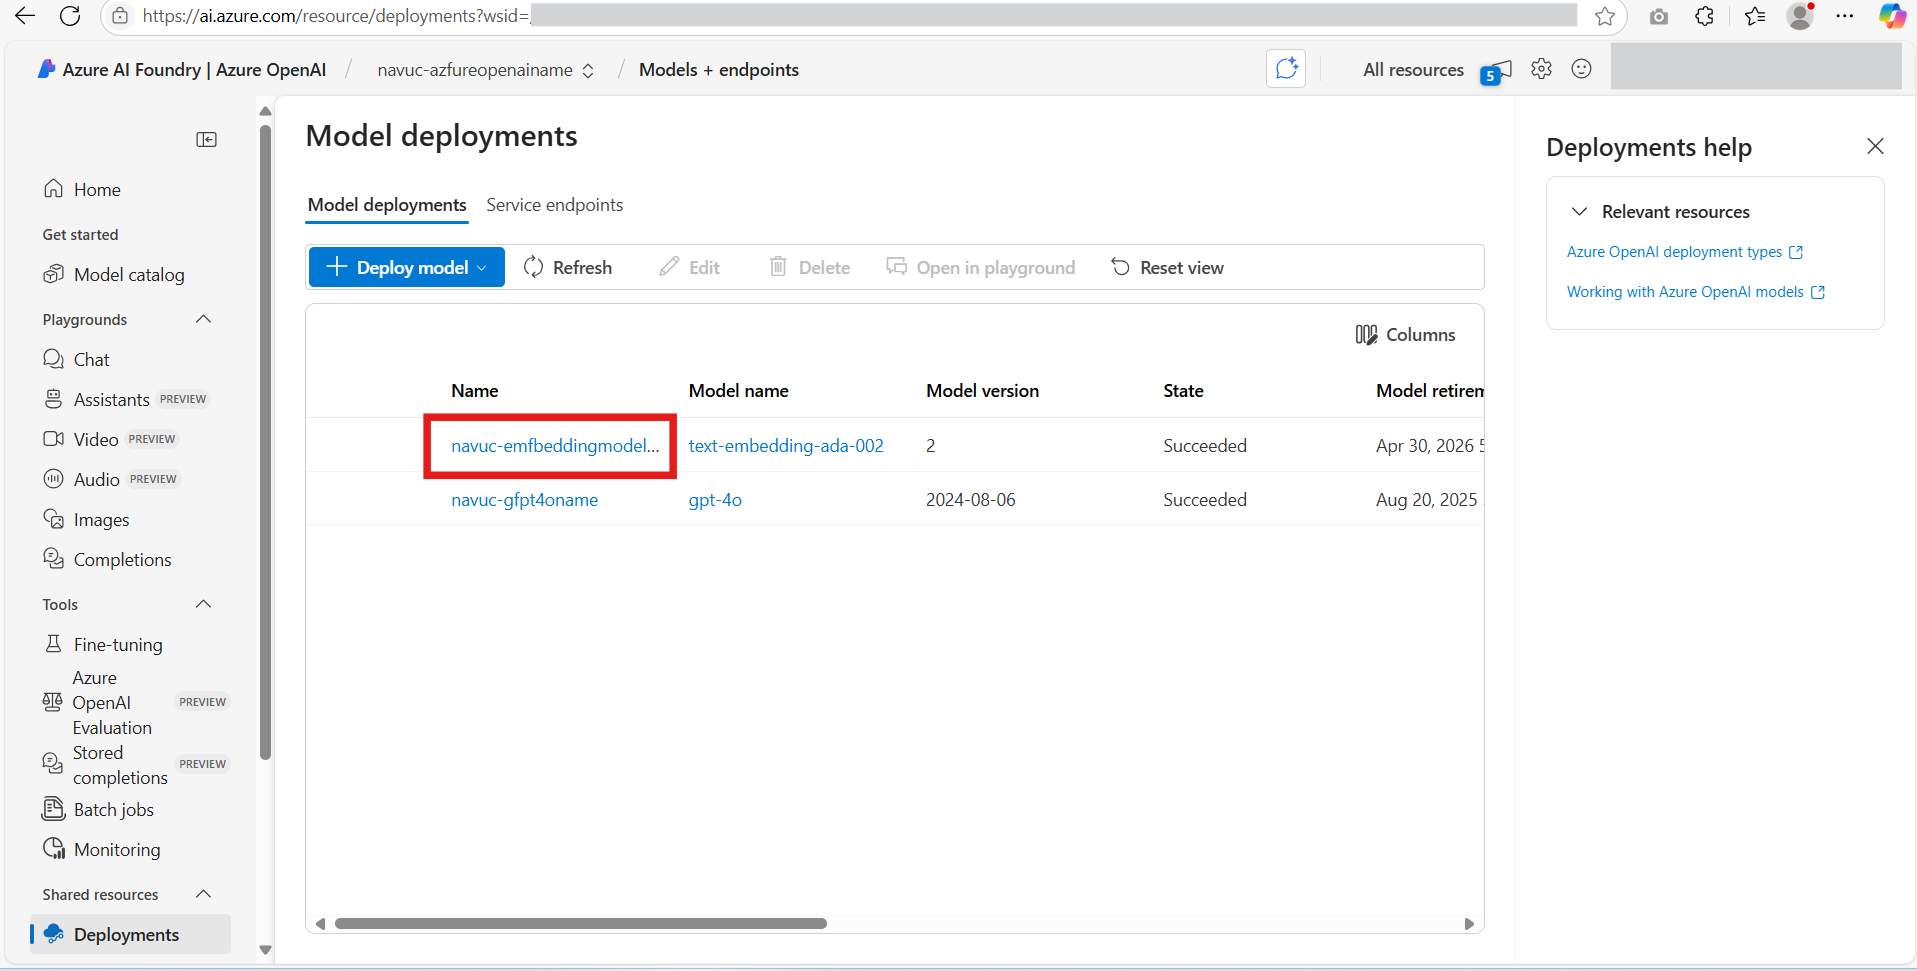 https://ai.azure.com/resource/deployments?wsid=
Azure AI Foundry | Azure OpenAI / navuc-azfureopenainame / Models + endpoints
All resources 5
Home
Get started
Model catalog
Playgrounds
Chat
Assistants PREVIEW
Video PREVIEW
Audio PREVIEW
Images
Completions
Tools
Fine-tuning
Azure
OpenAI PREVIEW
Evaluation
Stored
completions PREVIEW
Batch jobs
Monitoring
Shared resources
Deployments
Model deployments
Model deployments Service endpoints
Deploy model Refresh Edit Delete Open in playground Reset view
Columns
Name Model name Model version State Model retirem
navuc-emfbeddingmodel... text-embedding-ada-002 2 Succeeded Apr 30, 2026 5
navuc-gfpt4oname gpt-4o 2024-08-06 Succeeded Aug 20, 2025
Deployments help
Relevant resources
Azure OpenAI deployment types
Working with Azure OpenAI models